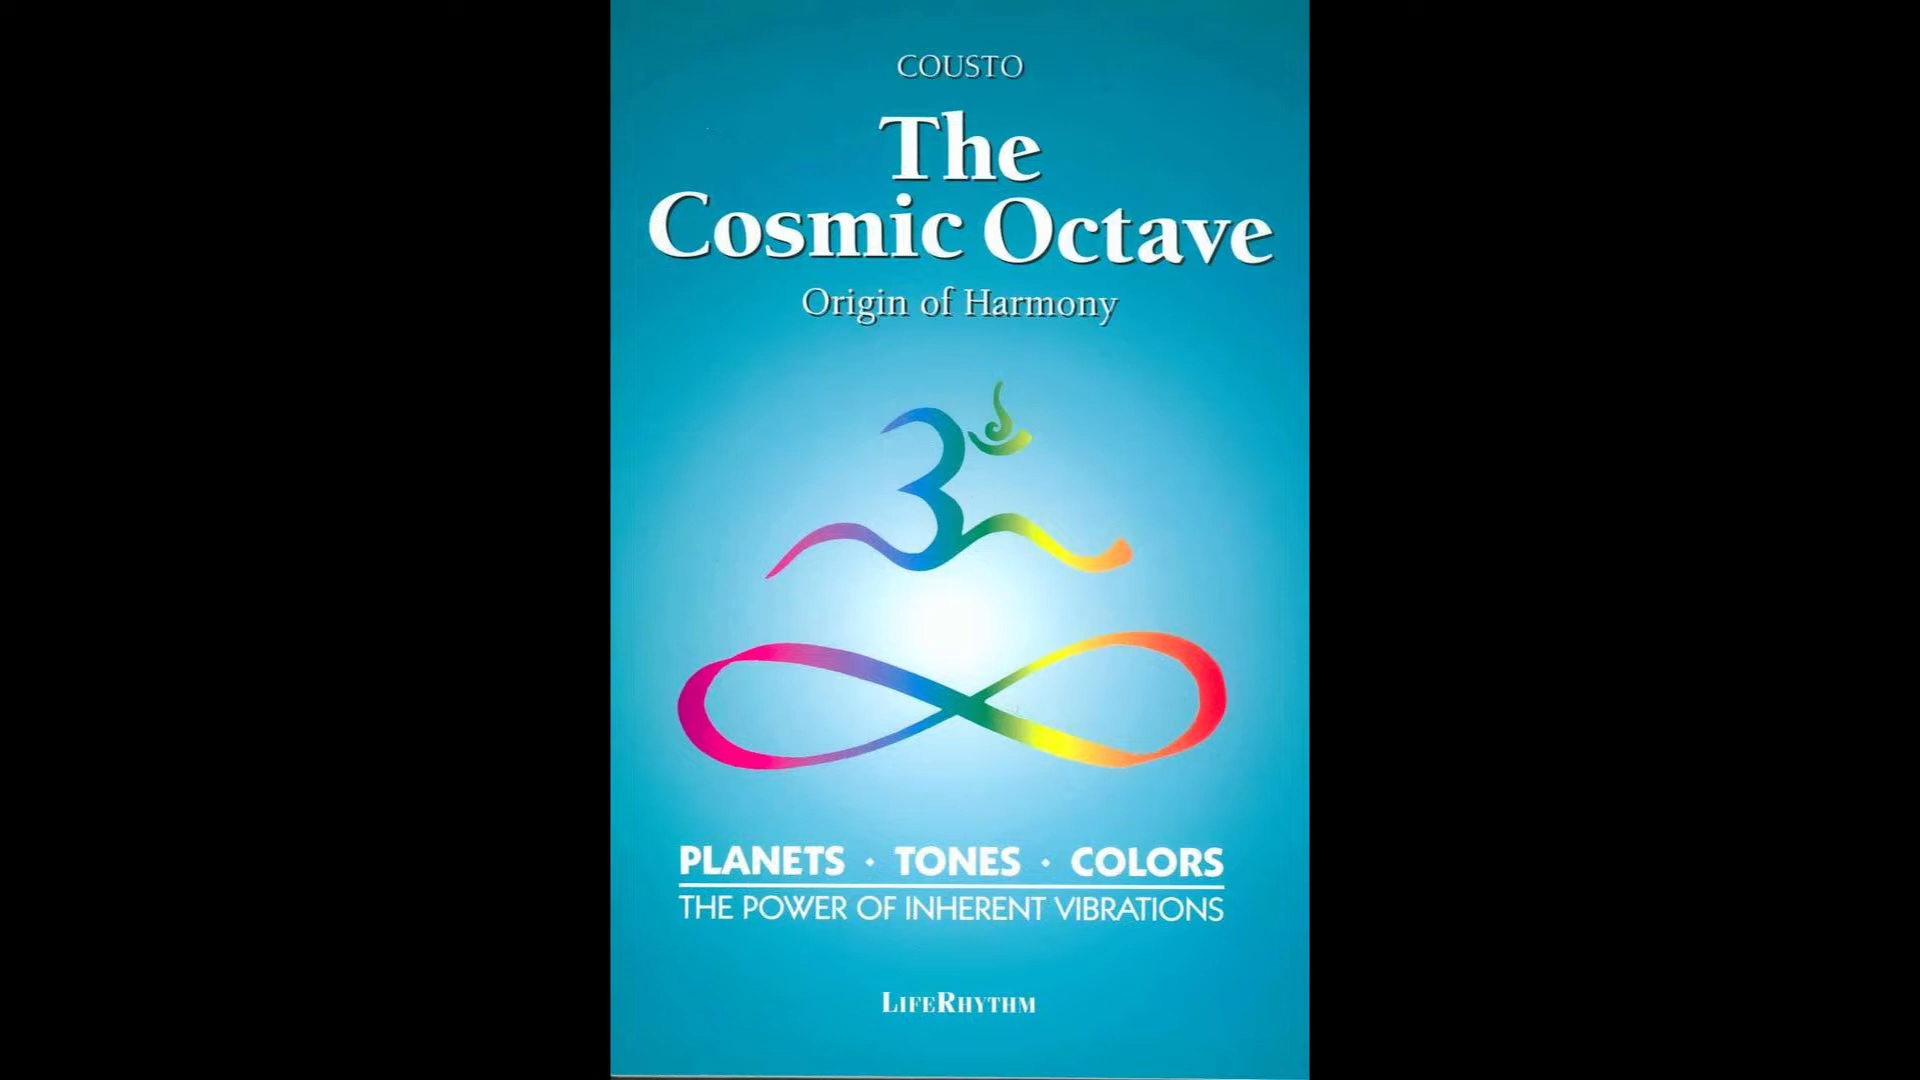 COUSTO
The
Cosmic Octave
Origin of Harmony
PLANETS · TONES · COLORS
THE POWER OF INHERENT VIBRATIONS
LIFERHYTHM